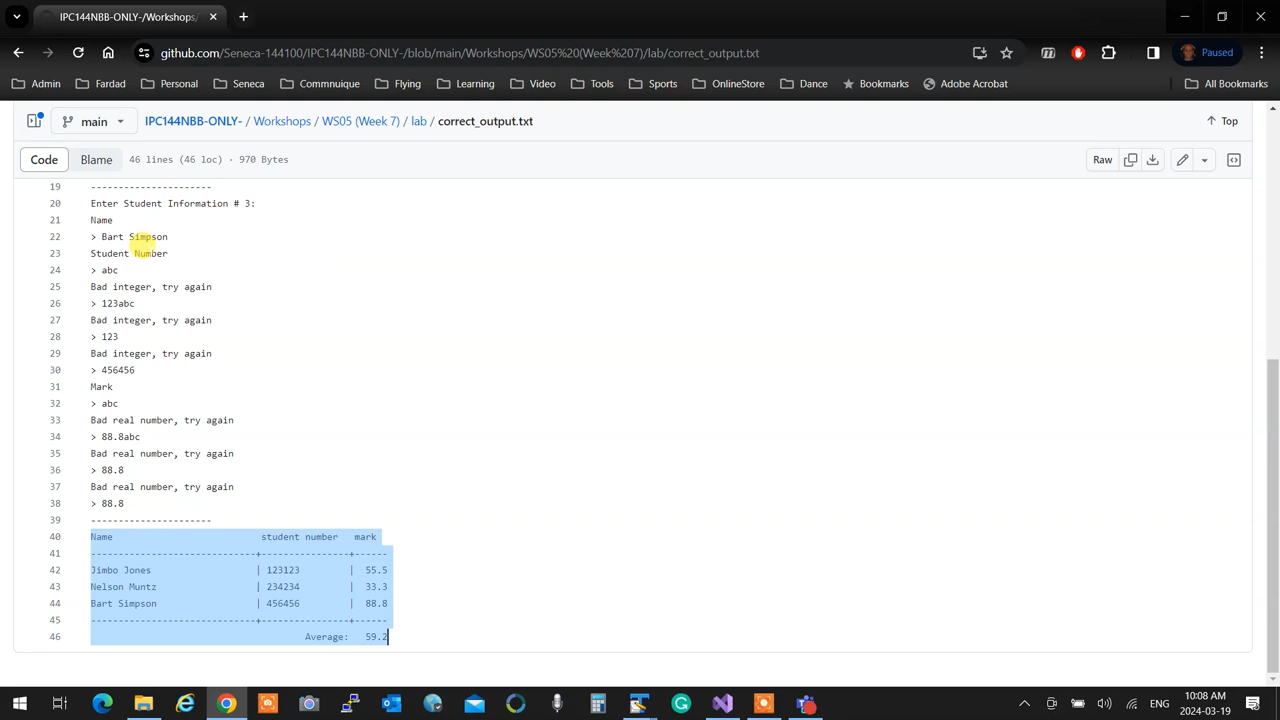 IPC144NBB-ONLY-/Workshops/
github.com/Seneca-144100/IPC144NBB-ONLY-/blob/main/Workshops/WS05%20(Week%207)/lab/correct_output.txt
Paused
Admin Fardad Personal Seneca Commnuique Flying Learning Video Tools Sports OnlineStore Dance Bookmarks Adobe Acrobat All Bookmarks
main IPC144NBB-ONLY- / Workshops / WS05 (Week 7) / lab / correct_output.txt Top
Code Blame 46 lines (46 loc) · 970 Bytes Raw
19 ----------------------
20 Enter Student Information # 3:
21 Name
22 > Bart Simpson
23 Student Number
24 > abc
25 Bad integer, try again
26 > 123abc
27 Bad integer, try again
28 > 123
29 Bad integer, try again
30 > 456456
31 Mark
32 > abc
33 Bad real number, try again
34 > 88.8abc
35 Bad real number, try again
36 > 88.8
37 Bad real number, try again
38 > 88.8
39 ----------------------
40 Name student number mark
41 ------------------------------+----------------+------
42 Jimbo Jones | 123123 | 55.5
43 Nelson Muntz | 234234 | 33.3
44 Bart Simpson | 456456 | 88.8
45 ------------------------------+----------------+------
46 Average: 59.2
ENG
10:08 AM
2024-03-19